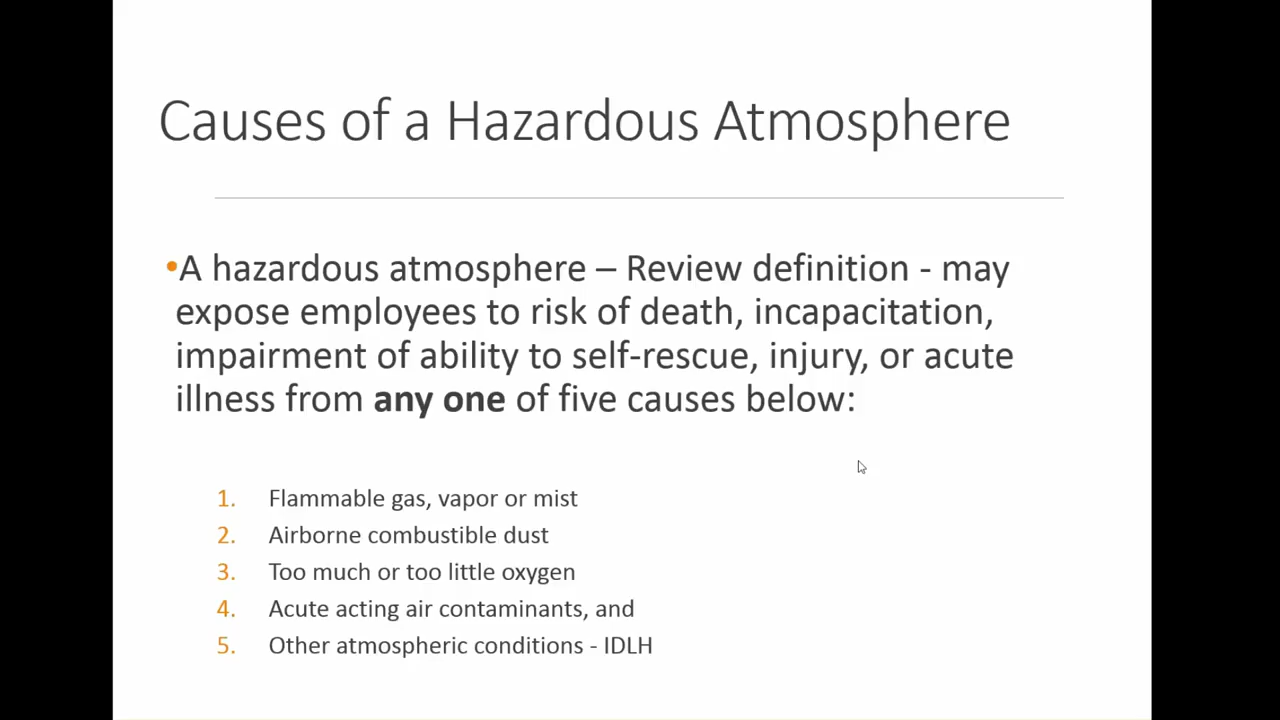 Causes of a Hazardous Atmosphere
•A hazardous atmosphere – Review definition - may
expose employees to risk of death, incapacitation,
impairment of ability to self-rescue, injury, or acute
illness from any one of five causes below:
1. Flammable gas, vapor or mist
2. Airborne combustible dust
3. Too much or too little oxygen
4. Acute acting air contaminants, and
5. Other atmospheric conditions - IDLH